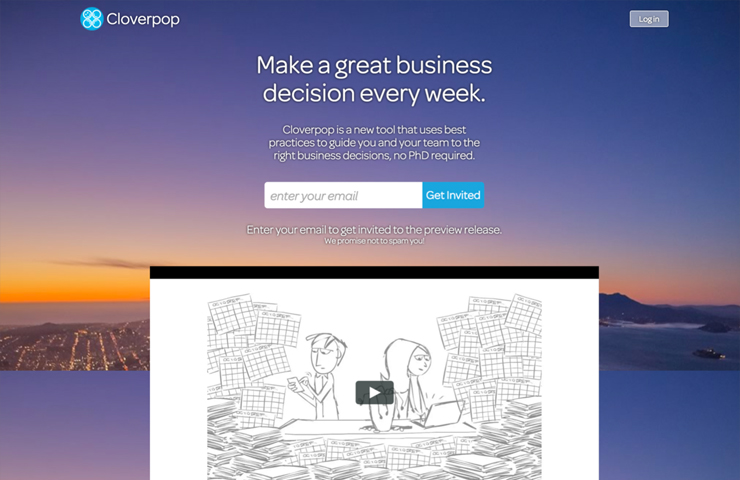 Cloverpop
Log in
Make a great business
decision every week.
Cloverpop is a new tool that uses best
practices to guide you and your team to the
right business decisions, no PhD required.
enter your email
Get Invited
Enter your email to get invited to the preview release.
We promise not to spam you!